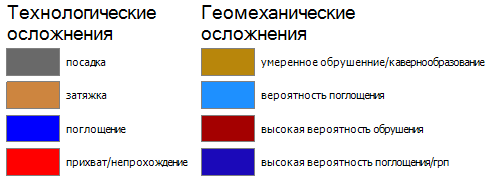 Технологические
осложнения
посадка
затяжка
поглощение
прихват/непрохождение
Геомеханические
осложнения
умеренное обрушенние/кавернообразование
вероятность поглощения
высокая вероятность обрушения
высокая вероятность поглощения/грп